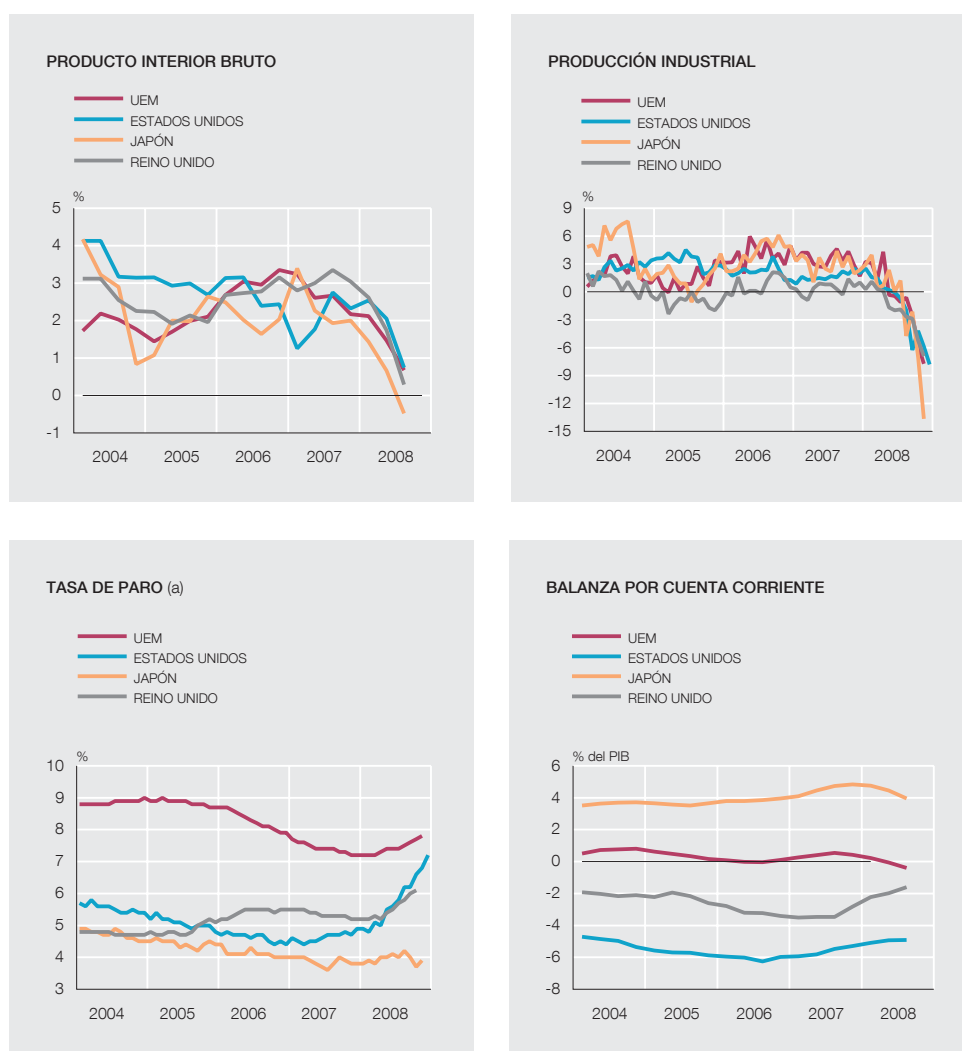 PRODUCTO INTERIOR BRUTO
UEM
ESTADOS UNIDOS
JAPÓN
REINO UNIDO
%
5
4
3
2
1
0
-1
2004 2005 2006 2007 2008
PRODUCCIÓN INDUSTRIAL
UEM
ESTADOS UNIDOS
JAPÓN
REINO UNIDO
%
9
6
3
0
-3
-6
-9
-12
-15
2004 2005 2006 2007 2008
TASA DE PARO (a)
UEM
ESTADOS UNIDOS
JAPÓN
REINO UNIDO
%
10
9
8
7
6
5
4
3
2004 2005 2006 2007 2008
BALANZA POR CUENTA CORRIENTE
UEM
ESTADOS UNIDOS
JAPÓN
REINO UNIDO
% del PIB
6
4
2
0
-2
-4
-6
-8
2004 2005 2006 2007 2008